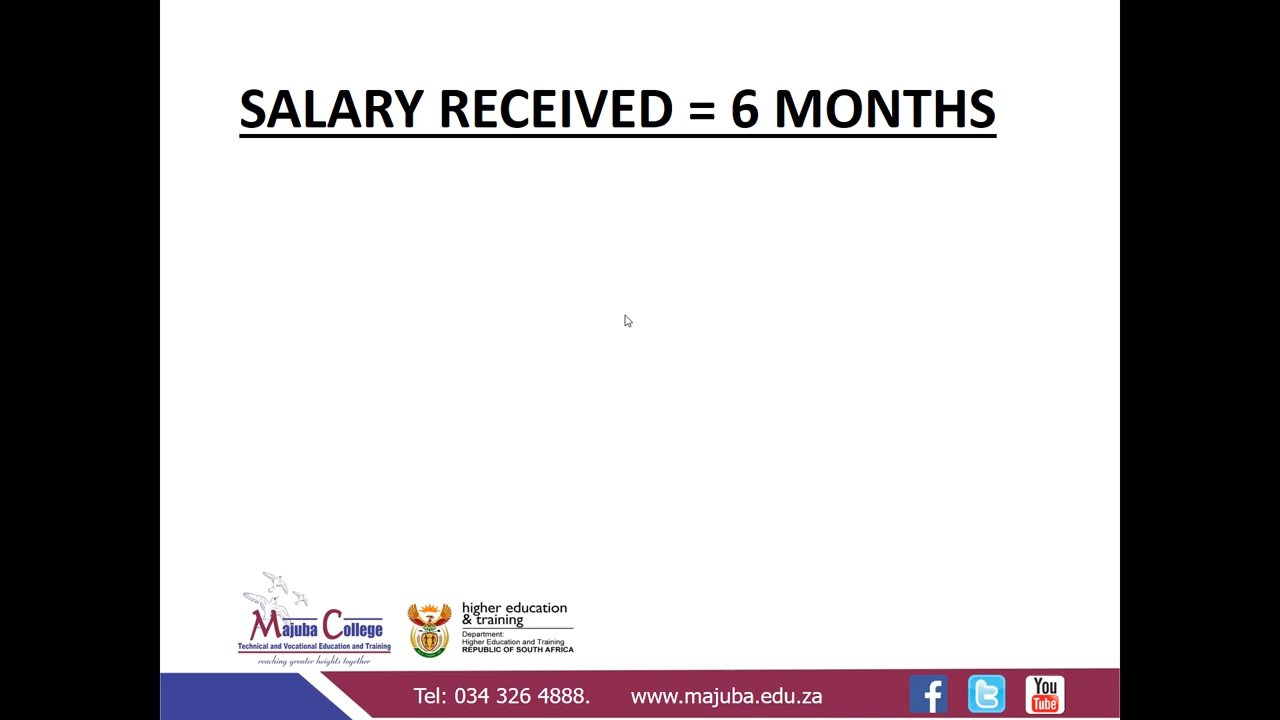 SALARY RECEIVED = 6 MONTHS
Majuba College
Technical and Vocational Education and Training
reaching greater heights together
higher education
& training
Department:
Higher Education and Training
REPUBLIC OF SOUTH AFRICA
Tel: 034 326 4888. www.majuba.edu.za
You
Tube